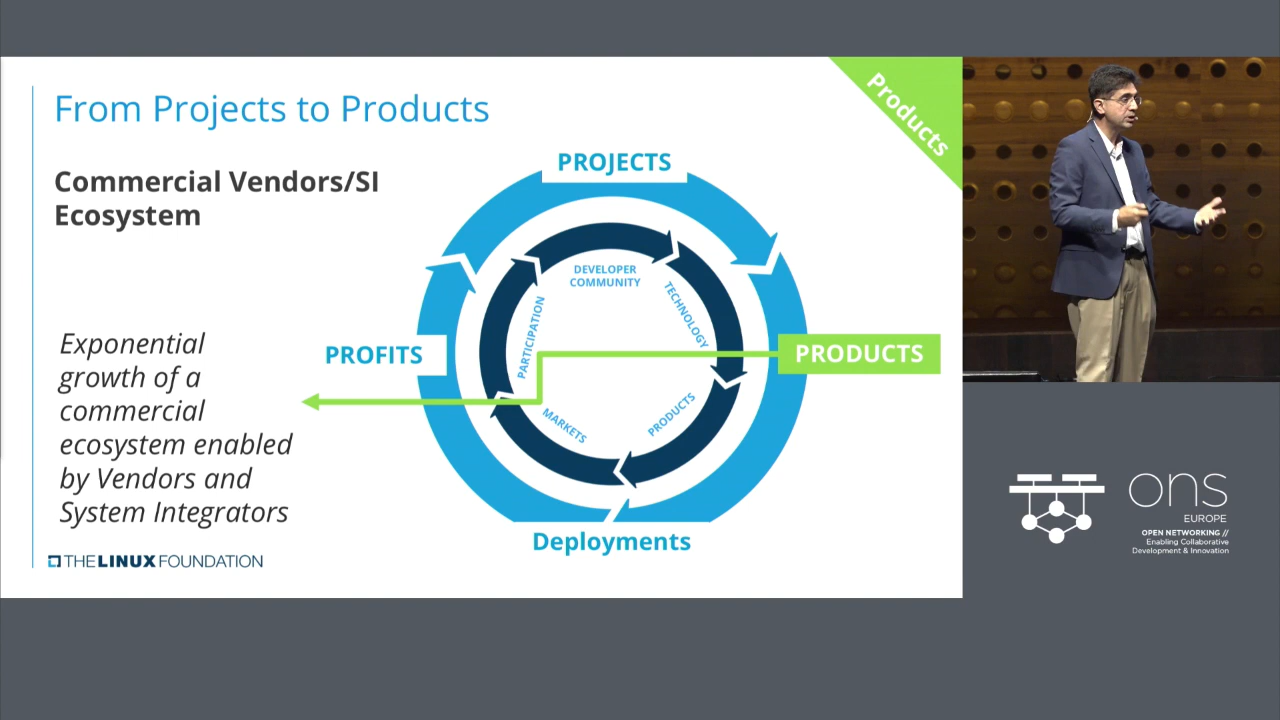 From Projects to Products
Products
Commercial Vendors/SI
Ecosystem
PROJECTS
DEVELOPER
COMMUNITY
TECHNOLOGY
PARTICIPATION
PROFITS
PRODUCTS
MARKETS
PRODUCTS
Deployments
Exponential
growth of a
commercial
ecosystem enabled
by Vendors and
System Integrators
THE LINUX FOUNDATION
ons
EUROPE
OPEN NETWORKING //
Enabling Collaborative
Development & Innovation